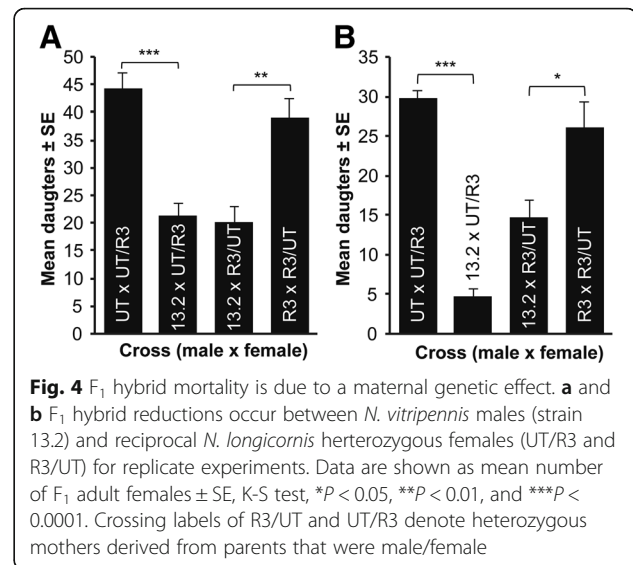 A
B
50
45
40
35
30
25
20
15
10
5
0
Mean daugters ± SE
***
**
UT x UT/R3
13.2 x UT/R3
13.2 x R3/UT
R3 x R3/UT
Cross (male x female)
35
30
25
20
15
10
5
0
Mean daughters ± SE
***
*
UT x UT/R3
13.2 x UT/R3
13.2 x R3/UT
R3 x R3/UT
Cross (male x female)
Fig. 4 F1 hybrid mortality is due to a maternal genetic effect. a and
b F1 hybrid reductions occur between N. vitripennis males (strain
13.2) and reciprocal N. longicornis herterozygous females (UT/R3 and
R3/UT) for replicate experiments. Data are shown as mean number
of F1 adult females ± SE, K-S test, *P < 0.05, **P < 0.01, and ***P <
0.0001. Crossing labels of R3/UT and UT/R3 denote heterozygous
mothers derived from parents that were male/female